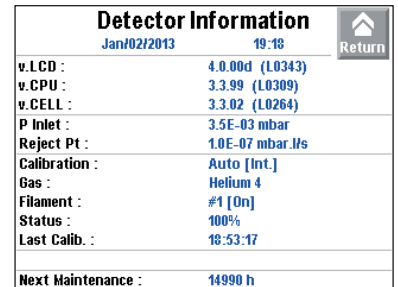 Detector Information
Jan/02/2013 19:18
Return
v.LCD : 4.0.00d (L0343)
v.CPU : 3.3.99 (L0309)
v.CELL : 3.3.02 (L0264)
P Inlet : 3.5E-03 mbar
Reject Pt : 1.0E-07 mbar.l/s
Calibration : Auto [Int.]
Gas : Helium 4
Filament : #1 [On]
Status : 100%
Last Calib. : 18:53:17
Next Maintenance : 14990 h